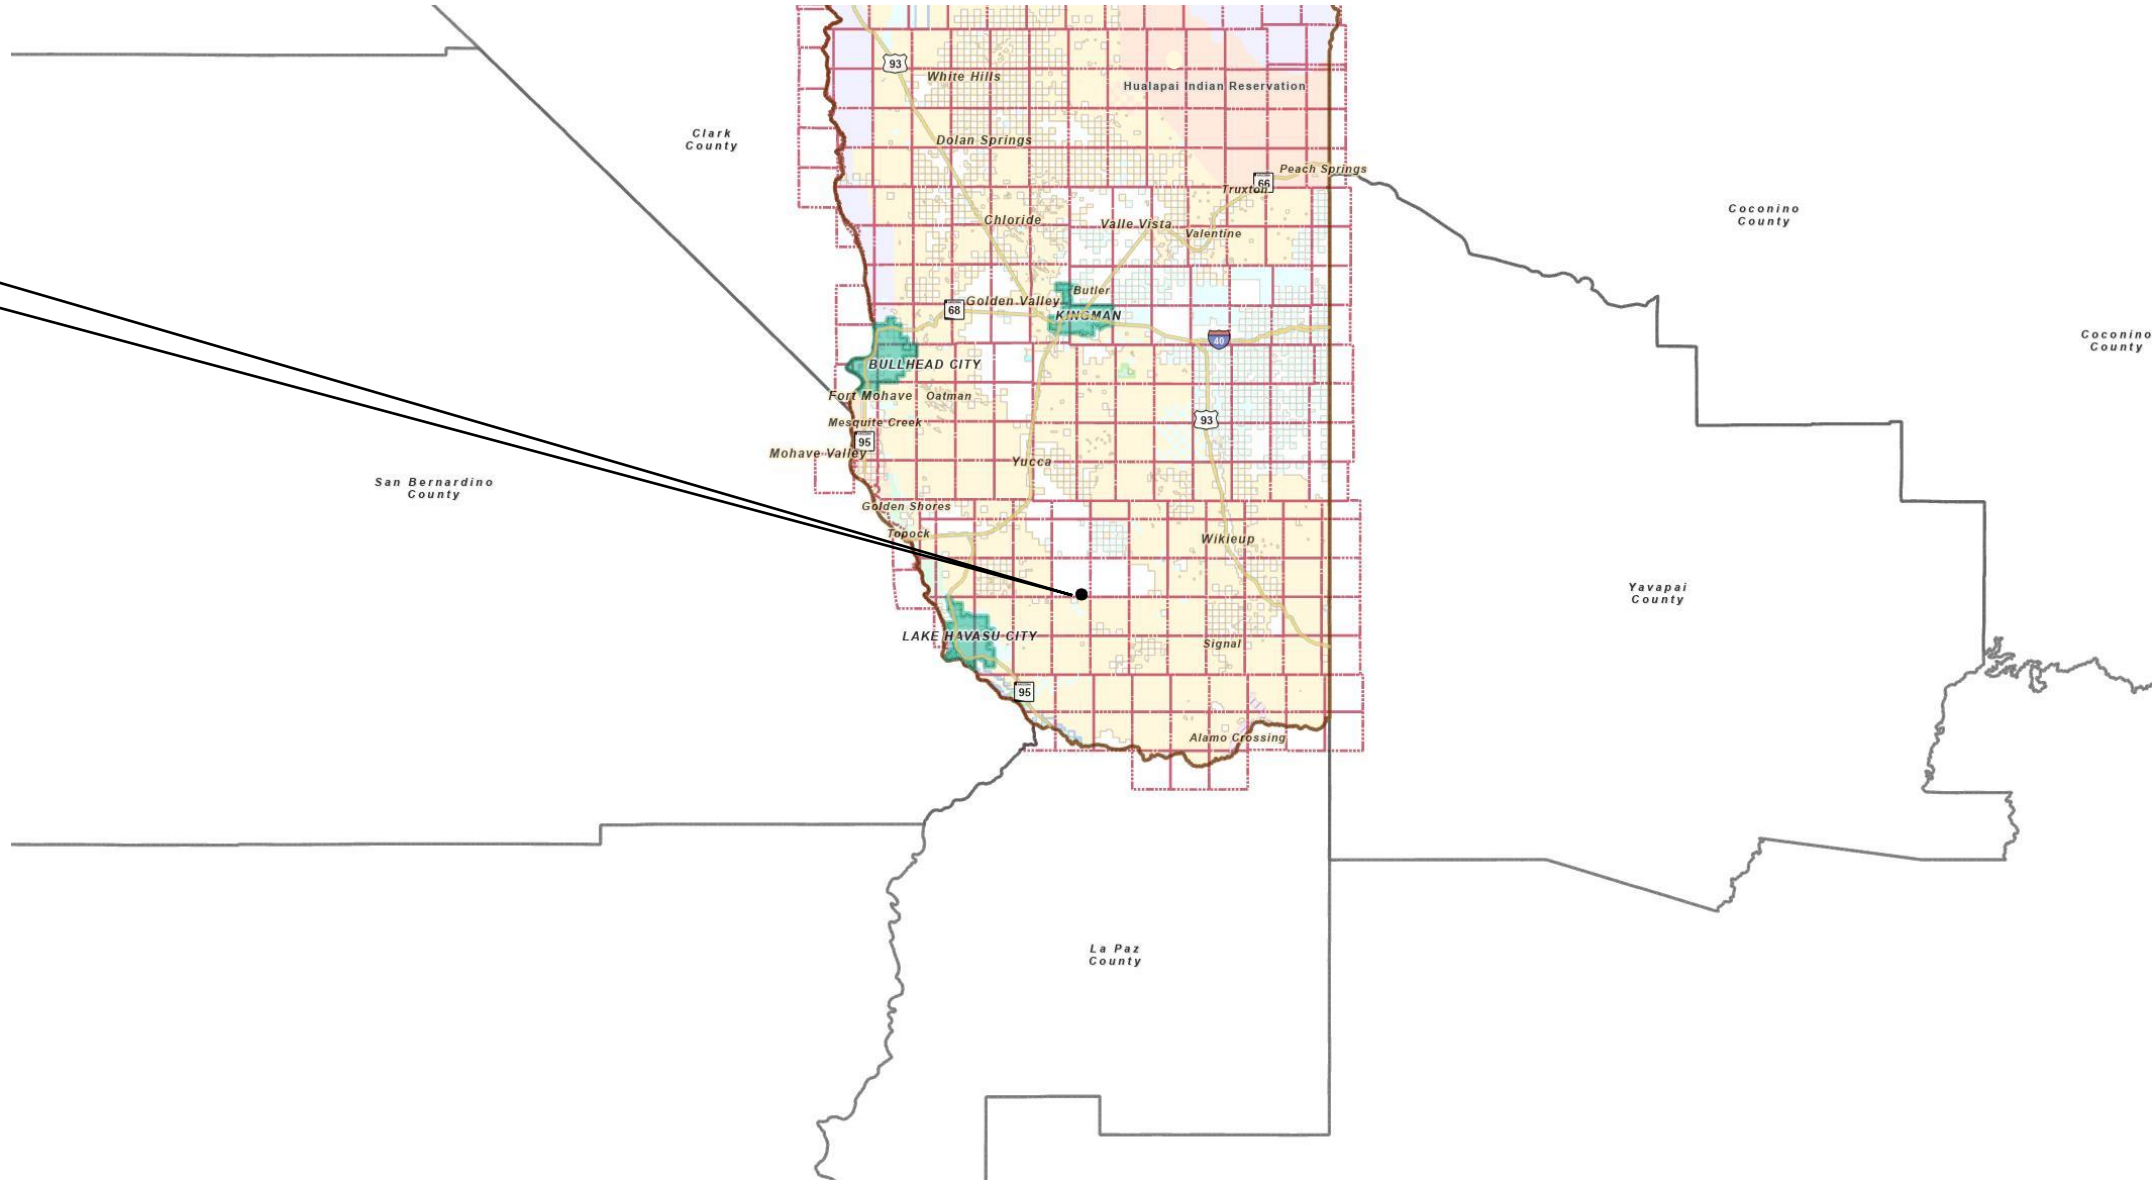 93
White Hills
Hualapai Indian Reservation
Clark
County
Dolan Springs
Peach Springs
66
Truxton
Coconino
County
Chloride
Valle Vista
Valentine
Butler
Golden Valley
68
KINGMAN
40
Coconino
County
BULLHEAD CITY
Fort Mohave
Oatman
Mesquite Creek
93
95
Mohave Valley
Yucca
San Bernardino
County
Golden Shores
Topock
Wikieup
Yavapai
County
LAKE HAVASU CITY
Signal
95
Alamo Crossing
La Paz
County